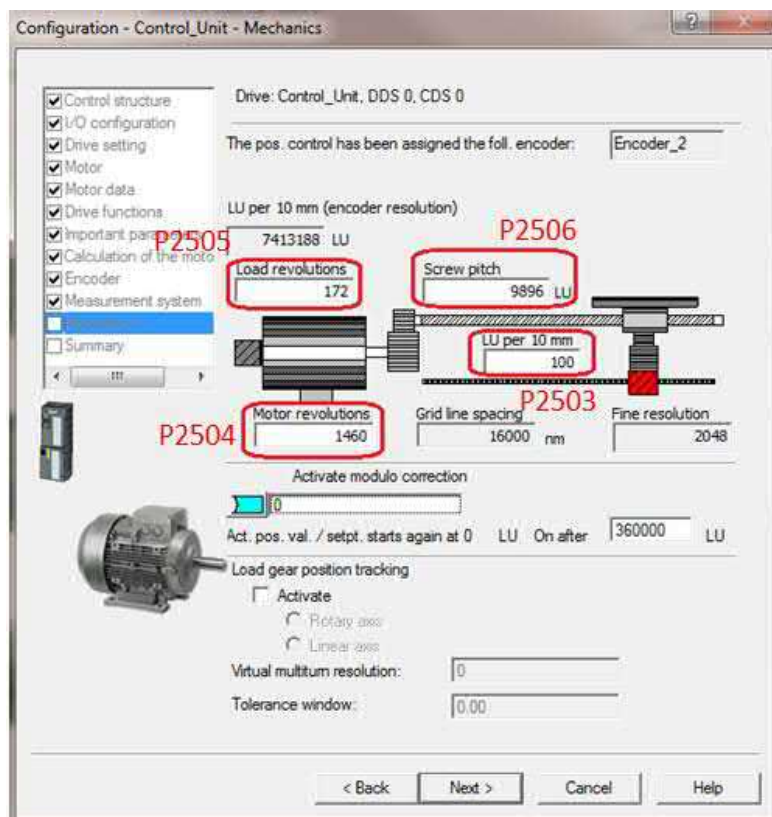 Configuration - Control_Unit - Mechanics
?
Control structure
I/O configuration
Drive setting
Motor
Motor data
Drive functions
Important parameters
Calculation of the moto
Encoder
Measurement system
Summary
Drive: Control_Unit, DDS 0, CDS 0
The pos. control has been assigned the foll. encoder: Encoder_2
LU per 10 mm (encoder resolution)
P2505 7413188 LU P2506
Load revolutions Screw pitch
172 9896 LU
LU per 10 mm
100
P2503
P2504 Motor revolutions Grid line spacing Fine resolution
1460 16000 nm 2048
Activate modulo correction
0
Act. pos. val. / setpt. starts again at 0 LU On after 360000 LU
Load gear position tracking
Activate
Rotary axis
Linear axis
Virtual multiturn resolution: 0
Tolerance window: 0.00
< Back Next > Cancel Help